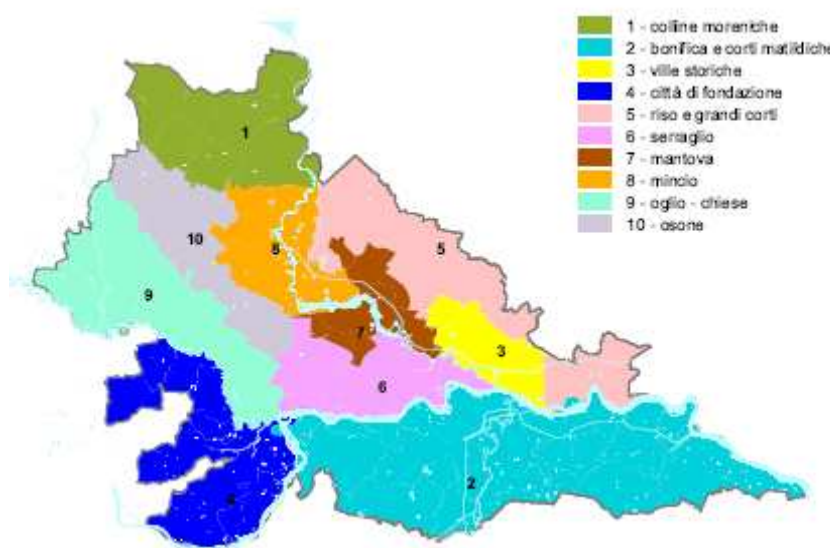 1 - colline moreniche
2 - bonifica e corti matildiche
3 - ville storiche
4 - città di fondazione
5 - riso e grandi corti
6 - serraglio
7 - mantova
8 - mincio
9 - oglio - chiese
10 - osone
1
10
8
5
9
7
3
6
4
2